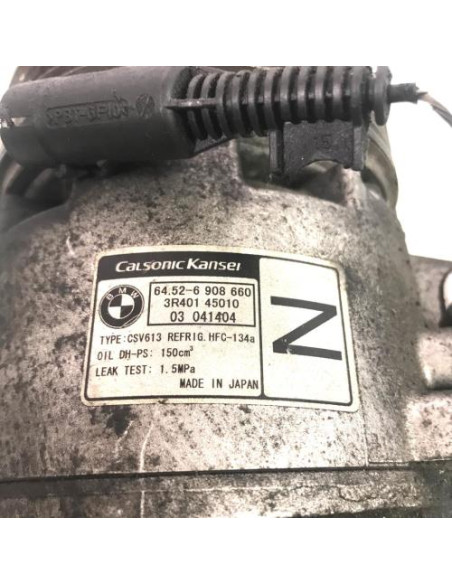 Calsonic Kansei
BMW
64.52-6 908 660
3R401 45010
03 041404
N
TYPE:CSV613 REFRIG.HFC-134a
OIL DH-PS: 150cm³
LEAK TEST: 1.5MPa
MADE IN JAPAN